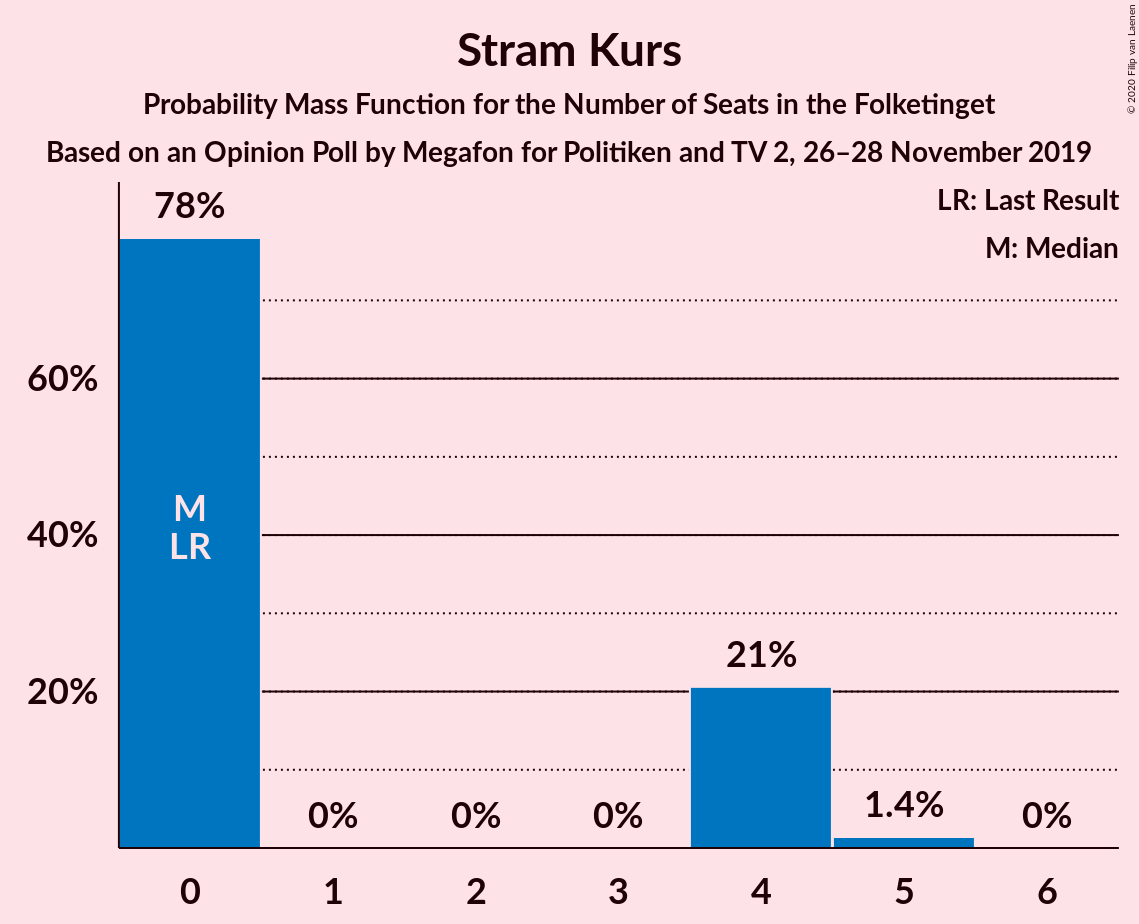 Stram Kurs
Probability Mass Function for the Number of Seats in the Folketinget
Based on an Opinion Poll by Megafon for Politiken and TV 2, 26–28 November 2019
© 2020 Filip van Laenen
LR: Last Result
M: Median
78%
60%
40%
20%
M
LR
0%
0%
0%
21%
1.4%
0%
0
1
2
3
4
5
6